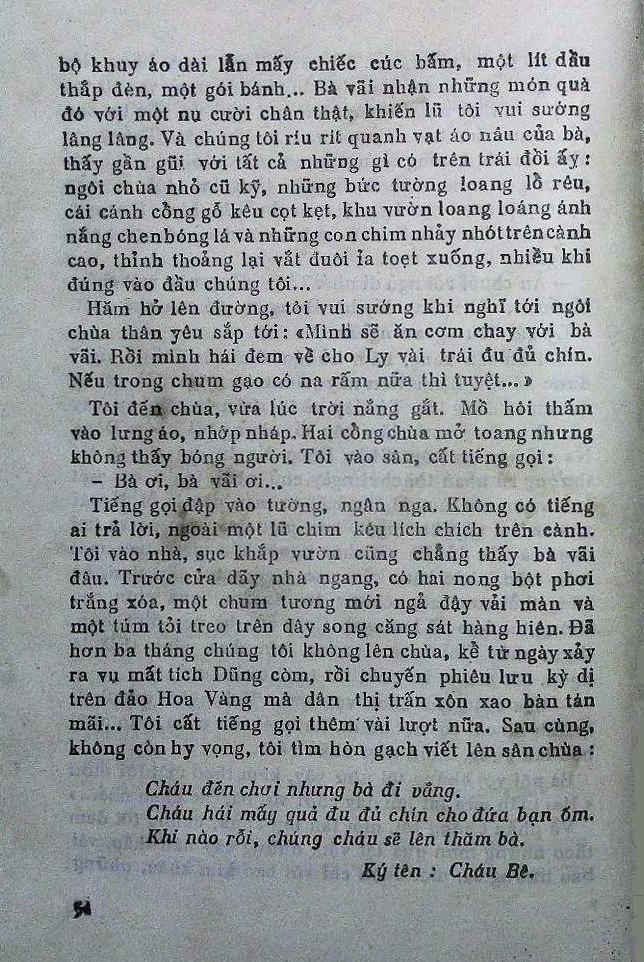 bộ khuy áo dài lẫn mấy chiếc cúc bấm, một lít dầu
thắp đèn, một gói bánh... Bà vãi nhận những món quà
đó với một nụ cười chân thật, khiến lũ tôi vui sướng
lâng lâng. Và chúng tôi ríu rít quanh vạt áo nâu của bà,
thấy gần gũi với tất cả những gì có trên trái đồi ấy :
ngôi chùa nhỏ cũ kỹ, những bức tường loang lổ rêu,
cái cánh cổng gỗ kêu cọt kẹt, khu vườn loang loáng ánh
nắng chen bóng lá và những con chim nhảy nhót trên cành
cao, thỉnh thoảng lại vắt đuôi ỉa toẹt xuống, nhiều khi
đúng vào đầu chúng tôi...
Hăm hở lên đường, tôi vui sướng khi nghĩ tới ngôi
chùa thân yêu sắp tới : «Mình sẽ ăn cơm chay với bà
vãi. Rồi mình hái đem về cho Ly vài trái đu đủ chín.
Nếu trong chum gạo có na rấm nữa thì tuyệt... »
Tôi đến chùa, vừa lúc trời nắng gắt. Mồ hôi thấm
vào lưng áo, nhớp nháp. Hai cổng chùa mở toang nhưng
không thấy bóng người. Tôi vào sân, cất tiếng gọi :
– Bà ơi, bà vãi ơi...
Tiếng gọi đập vào tường, ngân nga. Không có tiếng
ai trả lời, ngoài một lũ chim kêu lích chích trên cành.
Tôi vào nhà, sục khắp vườn cũng chẳng thấy bà vãi
đâu. Trước cửa dãy nhà ngang, có hai nong bột phơi
trắng xóa, một chum tương mới ngả đậy vải màn và
một túm tỏi treo trên dây song căng sát hàng hiên. Đã
hơn ba tháng chúng tôi không lên chùa, kể từ ngày xảy
ra vụ mất tích Dũng còm, rồi chuyến phiêu lưu kỳ dị
trên đảo Hoa Vàng mà dân thị trấn xôn xao bàn tán
mãi... Tôi cất tiếng gọi thêm vài lượt nữa. Sau cùng,
không còn hy vọng, tôi tìm hòn gạch viết lên sân chùa :
Cháu đến chơi nhưng bà đi vắng.
Cháu hái mấy quả đu đủ chín cho đứa bạn ốm.
Khi nào rỗi, chúng cháu sẽ lên thăm bà.
Ký tên : Cháu Bê.
54